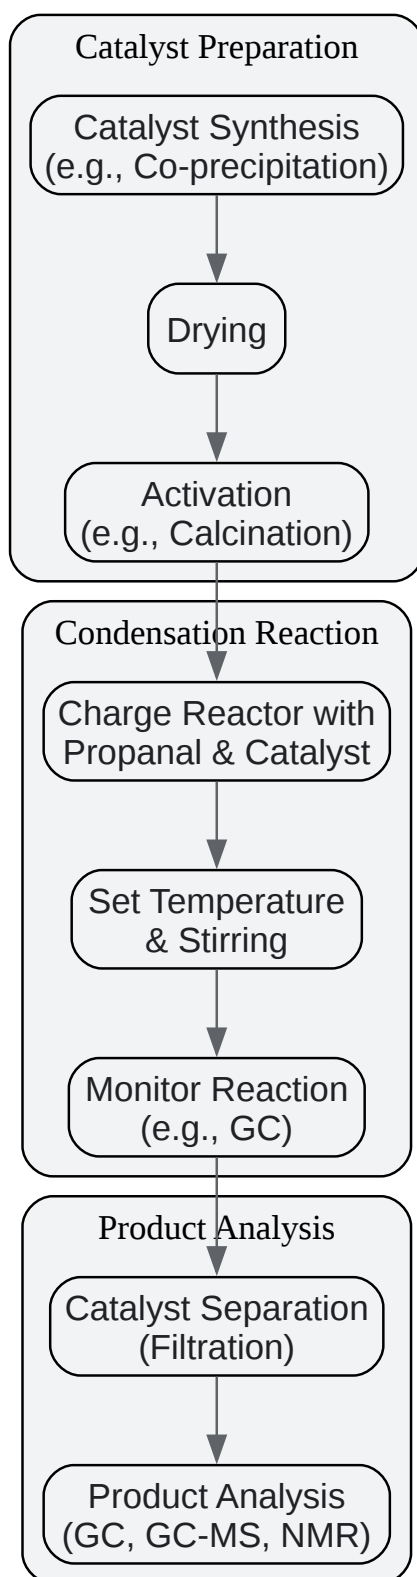 Catalyst Preparation
Catalyst Synthesis
(e.g., Co-precipitation)
Drying
Activation
(e.g., Calcination)
Condensation Reaction
Charge Reactor with
Propanal & Catalyst
Set Temperature
& Stirring
Monitor Reaction
(e.g., GC)
Product Analysis
Catalyst Separation
(Filtration)
Product Analysis
(GC, GC-MS, NMR)